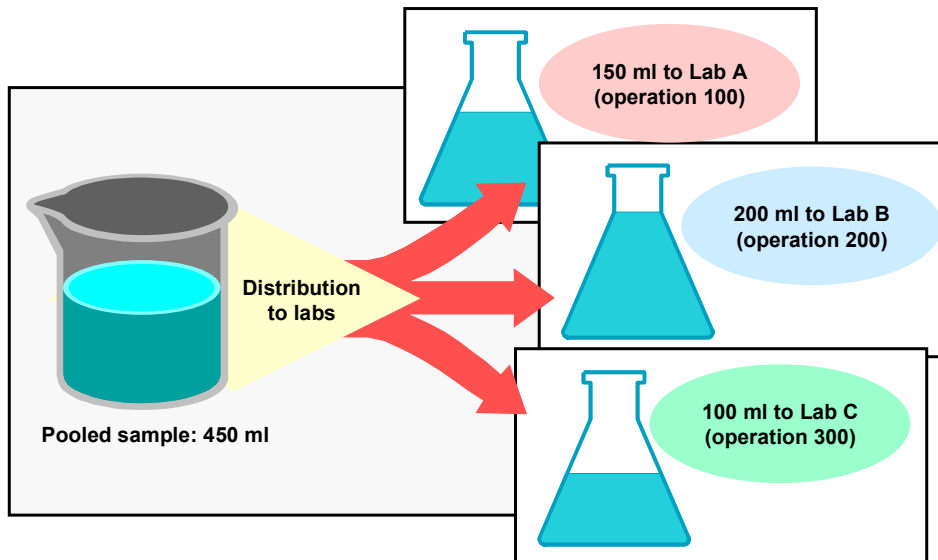 150 ml to Lab A
(operation 100)
200 ml to Lab B
(operation 200)
Distribution
to labs
100 ml to Lab C
(operation 300)
Pooled sample: 450 ml